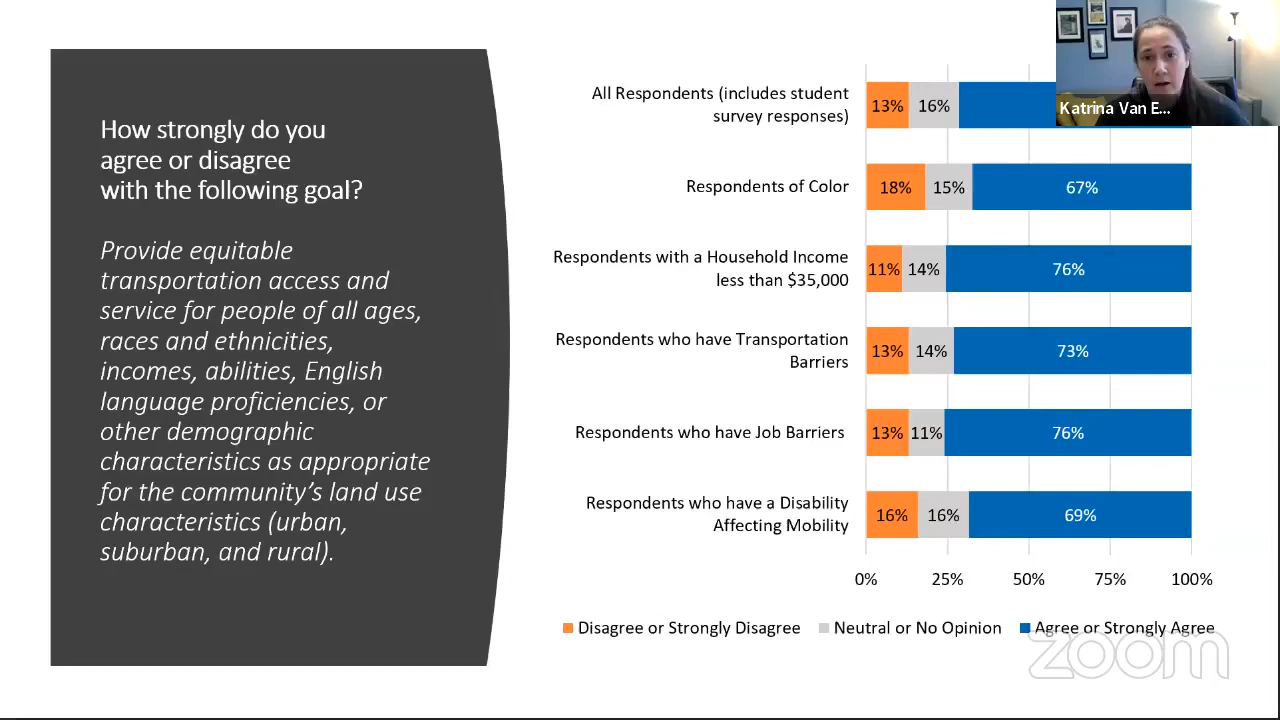 How strongly do you
agree or disagree
with the following goal?
Provide equitable
transportation access and
service for people of all ages,
races and ethnicities,
incomes, abilities, English
language proficiencies, or
other demographic
characteristics as appropriate
for the community's land use
characteristics (urban,
suburban, and rural).
All Respondents (includes student
survey responses)
13% 16%
Respondents of Color
18% 15% 67%
Respondents with a Household Income
less than $35,000
11% 14% 76%
Respondents who have Transportation
Barriers
13% 14% 73%
Respondents who have Job Barriers
13% 11% 76%
Respondents who have a Disability
Affecting Mobility
16% 16% 69%
0% 25% 50% 75% 100%
Disagree or Strongly Disagree Neutral or No Opinion Agree or Strongly Agree
Katrina Van E...
zoom